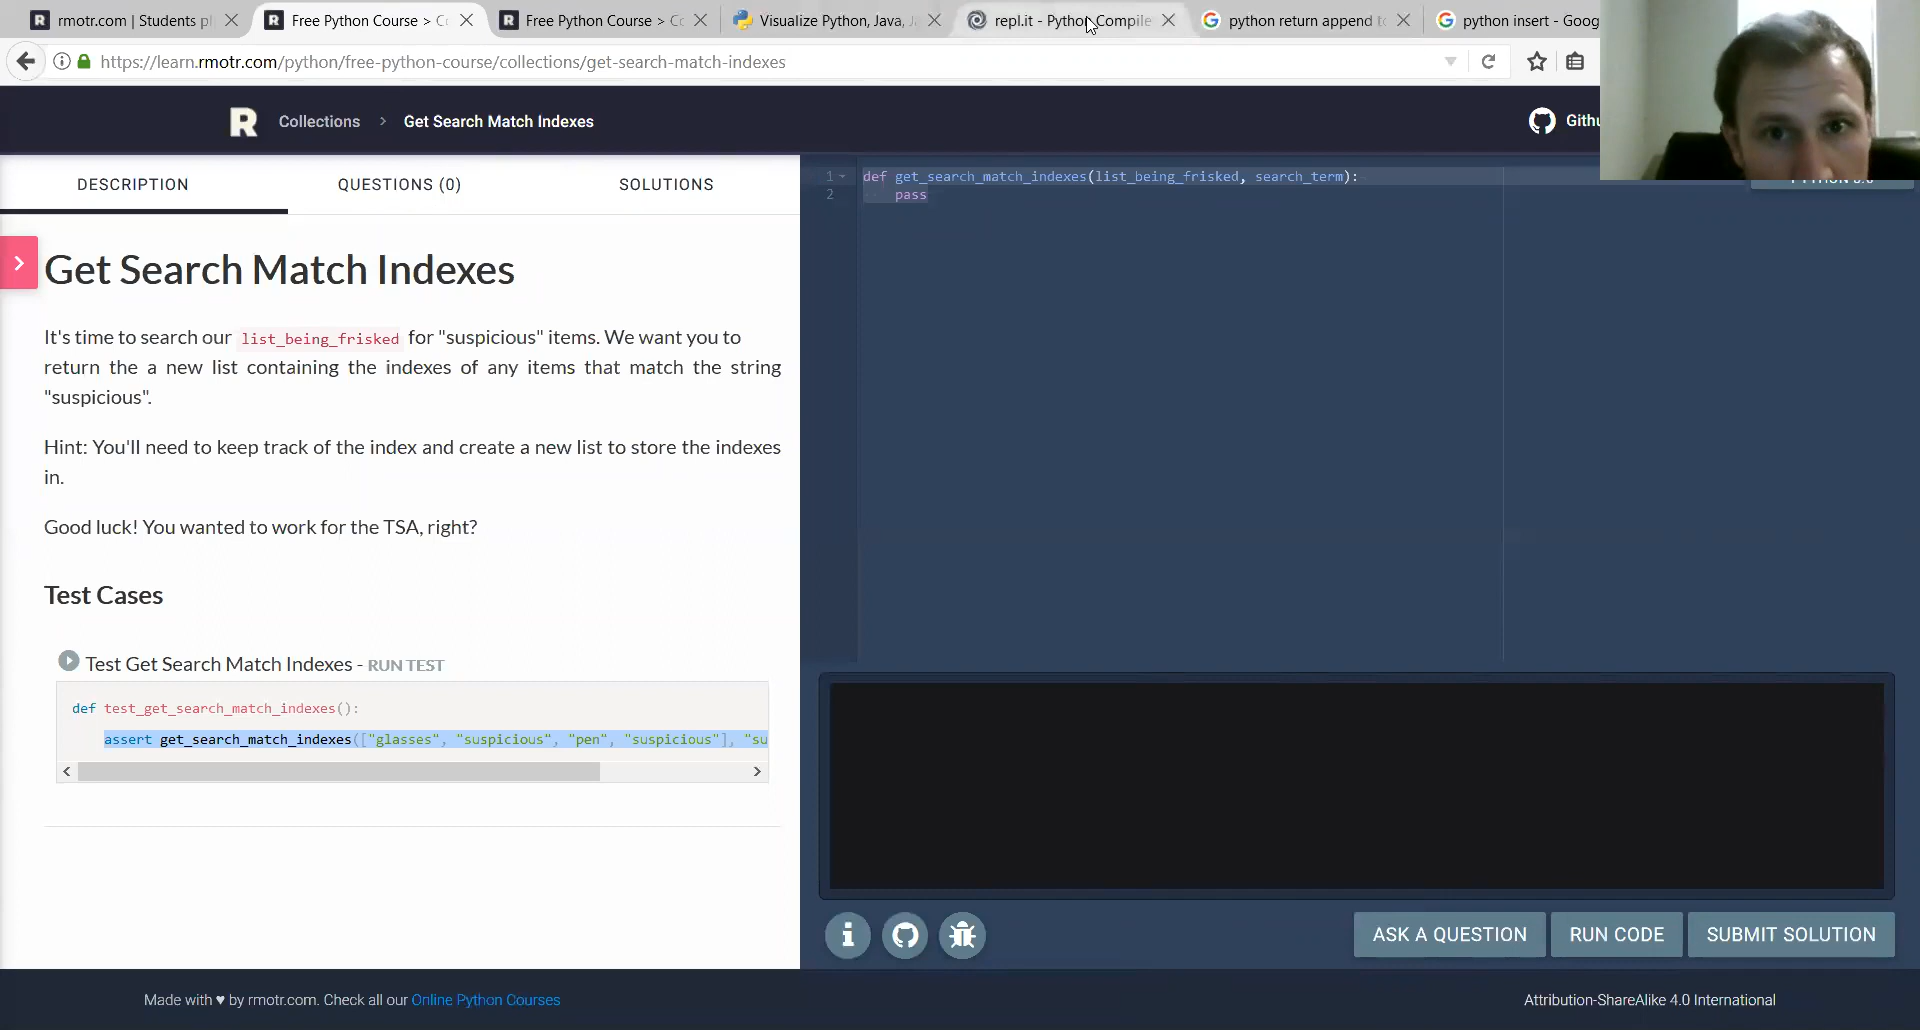 rmotr.com | Students pl
Free Python Course > Co
Free Python Course > Co
Visualize Python, Java, J
repl.it - Python Compile
python return append to
python insert - Goog
https://learn.rmotr.com/python/free-python-course/collections/get-search-match-indexes
R Collections > Get Search Match Indexes
Githu
DESCRIPTION QUESTIONS (0) SOLUTIONS
Get Search Match Indexes
It's time to search our list_being_frisked for "suspicious" items. We want you to
return the a new list containing the indexes of any items that match the string
"suspicious".
Hint: You'll need to keep track of the index and create a new list to store the indexes
in.
Good luck! You wanted to work for the TSA, right?
Test Cases
Test Get Search Match Indexes - RUN TEST
def test_get_search_match_indexes():
assert get_search_match_indexes(["glasses", "suspicious", "pen", "suspicious"], "su
1 def get_search_match_indexes(list_being_frisked, search_term):
2 pass
ASK A QUESTION RUN CODE SUBMIT SOLUTION
Made with ♥ by rmotr.com. Check all our Online Python Courses
Attribution-ShareAlike 4.0 International